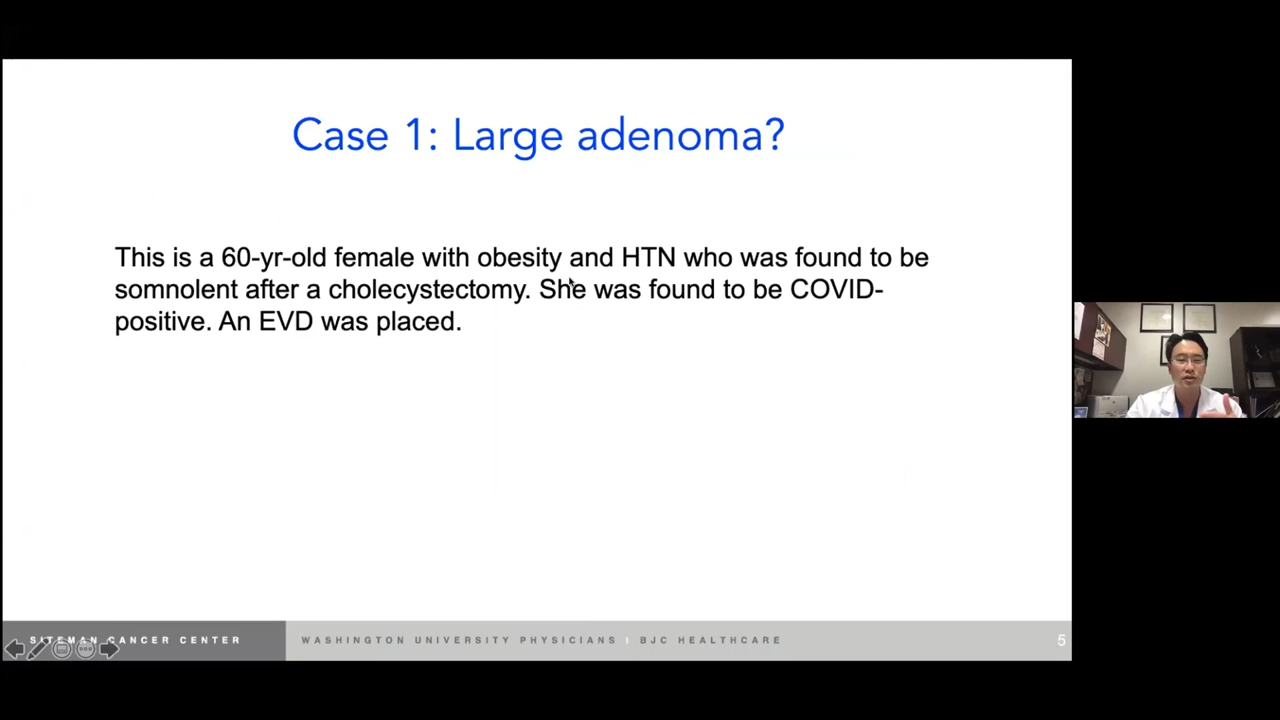 Case 1: Large adenoma?
This is a 60-yr-old female with obesity and HTN who was found to be
somnolent after a cholecystectomy. She was found to be COVID-
positive. An EVD was placed.
SITEMAN CANCER CENTER
WASHINGTON UNIVERSITY PHYSICIANS | BJC HEALTHCARE
5